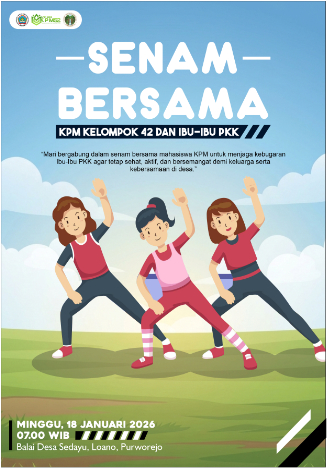 SENAM
BERSAMA
KPM KELOMPOK 42 DAN IBU-IBU PKK
"Mari bergabung dalam senam bersama mahasiswa KPM untuk menjaga kebugaran
Ibu-Ibu PKK agar tetap sehat, aktif, dan bersemangat demi keluarga serta
kebersamaan di desa."
MINGGU, 18 JANUARI 2026
07.00 WIB
Balai Desa Sedayu, Loano, Purworejo